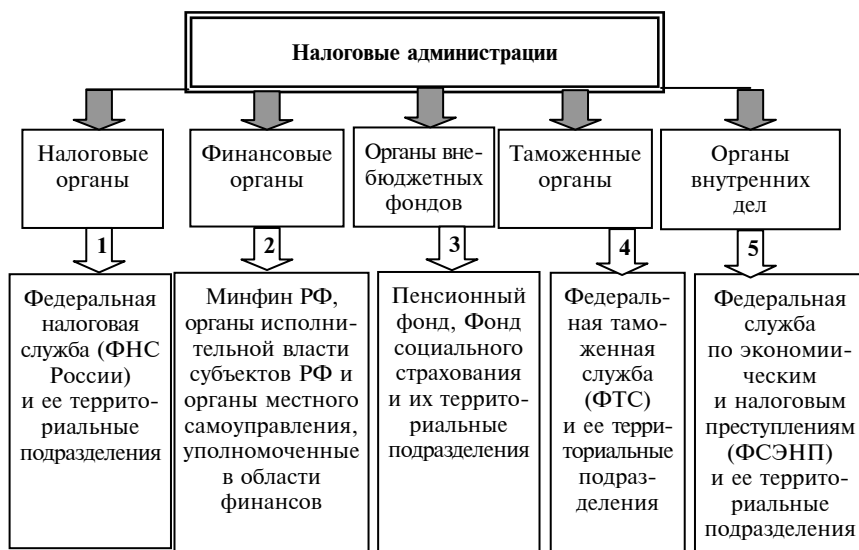 Налоговые администрации
Налоговые
органы
Финансовые
органы
Органы вне-
бюджетных
фондов
Таможенные
органы
Органы
внутренних
дел
1
2
3
4
5
Федеральная
налоговая
служба (ФНС
России)
и ее террито-
риальные
подразделения
Минфин РФ,
органы исполни-
тельной власти
субъектов РФ и
органы местного
самоуправления,
уполномоченные
в области
финансов
Пенсионный
фонд, Фонд
социального
страхования
и их террито-
риальные
подразделения
Федераль-
ная тамо-
женная
служба
(ФТС)
и ее терри-
ториальные
подраз-
деления
Федеральная
служба
по экономии-
ческим
и налоговым
преступлениям
(ФСЭНП)
и ее террито-
риальные
подразделения